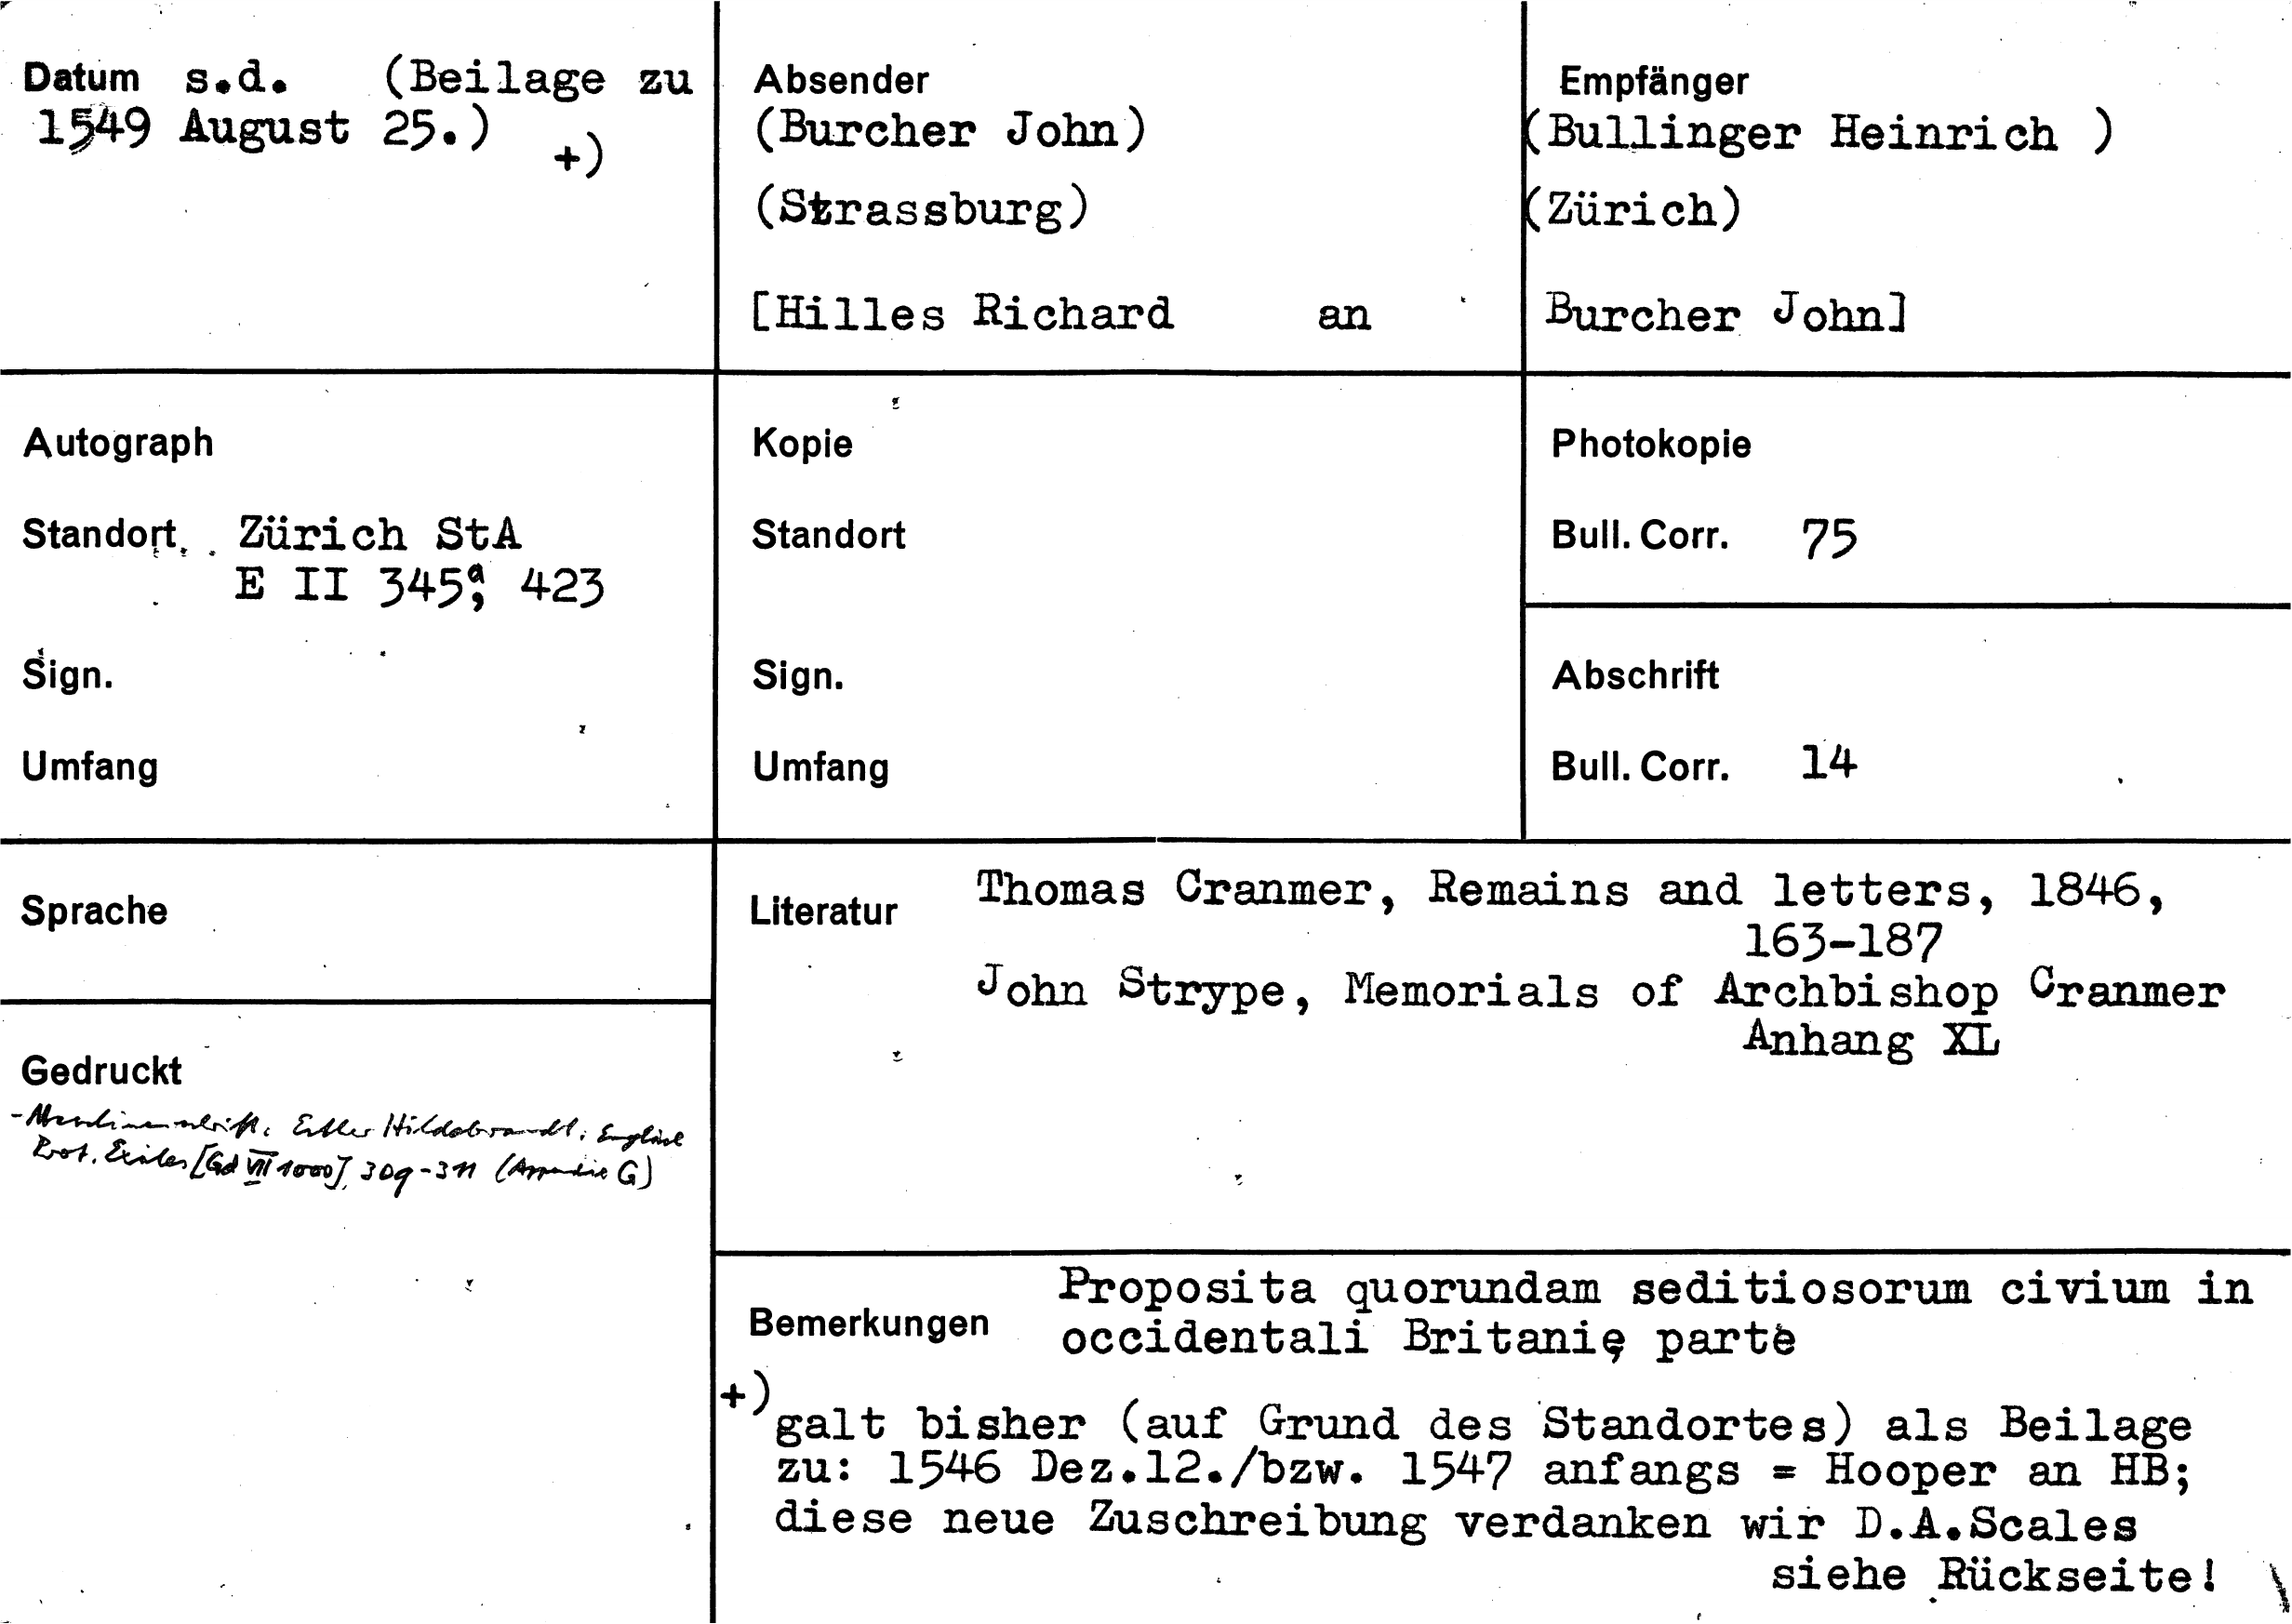 Datum s.d. (Beilage zu
1549 August 25.) +)
Absender
(Burcher John)
(Strassburg)
[Hilles Richard an
Empfänger
(Bullinger Heinrich )
(Zürich)
Burcher John]
Autograph
Standort Zürich StA
E II 345a, 423
Sign.
Umfang
Kopie
Standort
Sign.
Umfang
Photokopie
Bull. Corr. 75
Abschrift
Bull. Corr. 14
Sprache
Gedruckt
- Maschinenschrift: Esther Hildebrandt: English
Prot. Exiles [Gd VII 1000], 309-311 (Appendix G)
Literatur Thomas Cranmer, Remains and letters, 1846,
163-187
John Strype, Memorials of Archbishop Cranmer
Anhang XL
Bemerkungen Proposita quorundam seditiosorum civium in
occidentali Britanię parte
+)
galt bisher (auf Grund des Standortes) als Beilage
zu: 1546 Dez.12./bzw. 1547 anfangs = Hooper an HB;
diese neue Zuschreibung verdanken wir D.A.Scales
siehe Rückseite!